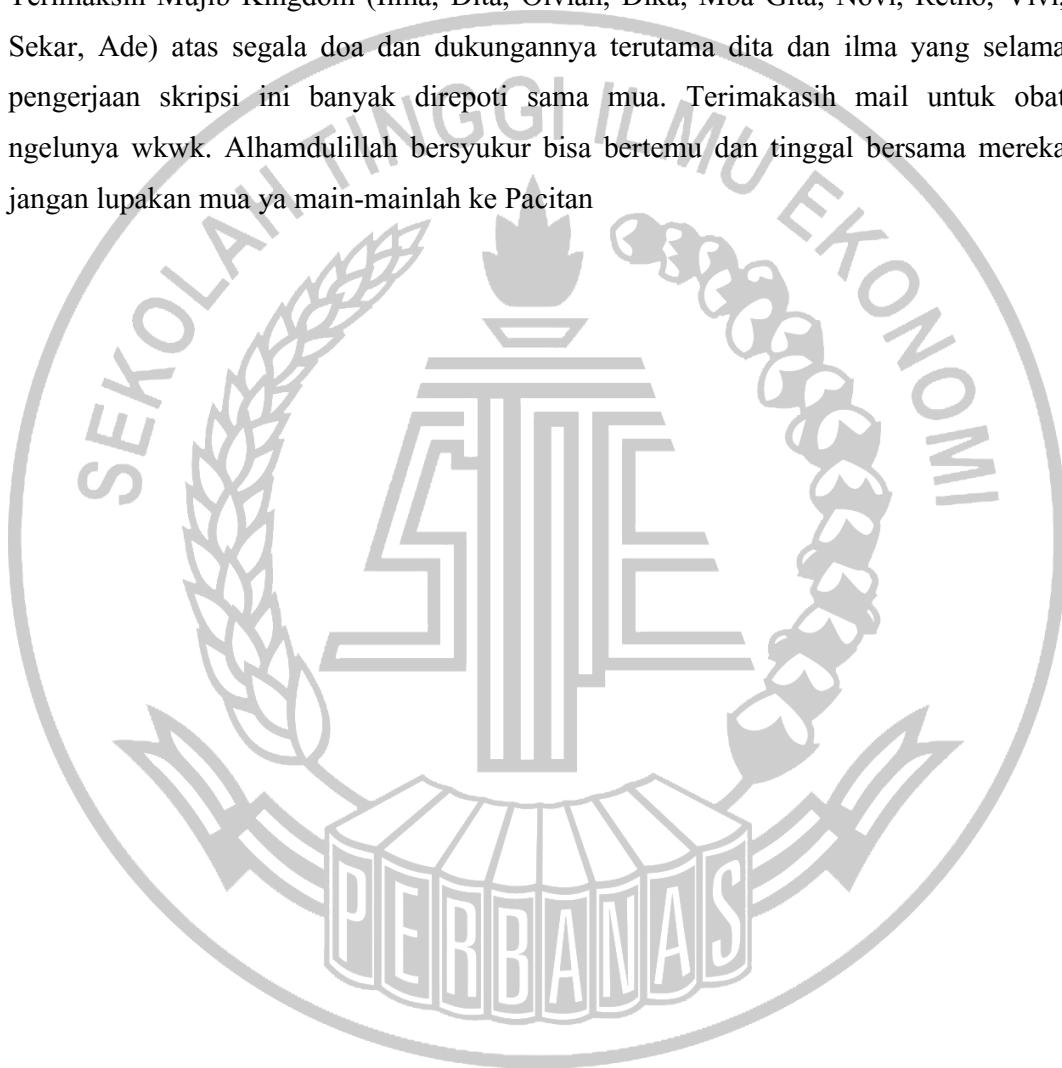 Terimaksih Mujib Kingdom (Ilma, Dita, Olvian, Dika, Mba Gita, Novi, Retno, Vivi,
Sekar, Ade) atas segala doa dan dukungannya terutama dita dan ilma yang selama
pengerjaan skripsi ini banyak direpoti sama mua. Terimakasih mail untuk obat
ngelunya wkwk. Alhamdulillah bersyukur bisa bertemu dan tinggal bersama mereka
jangan lupakan mua ya main-mainlah ke Pacitan
SEKOLAH TINGGI ILMU EKONOMI
PERBANAS